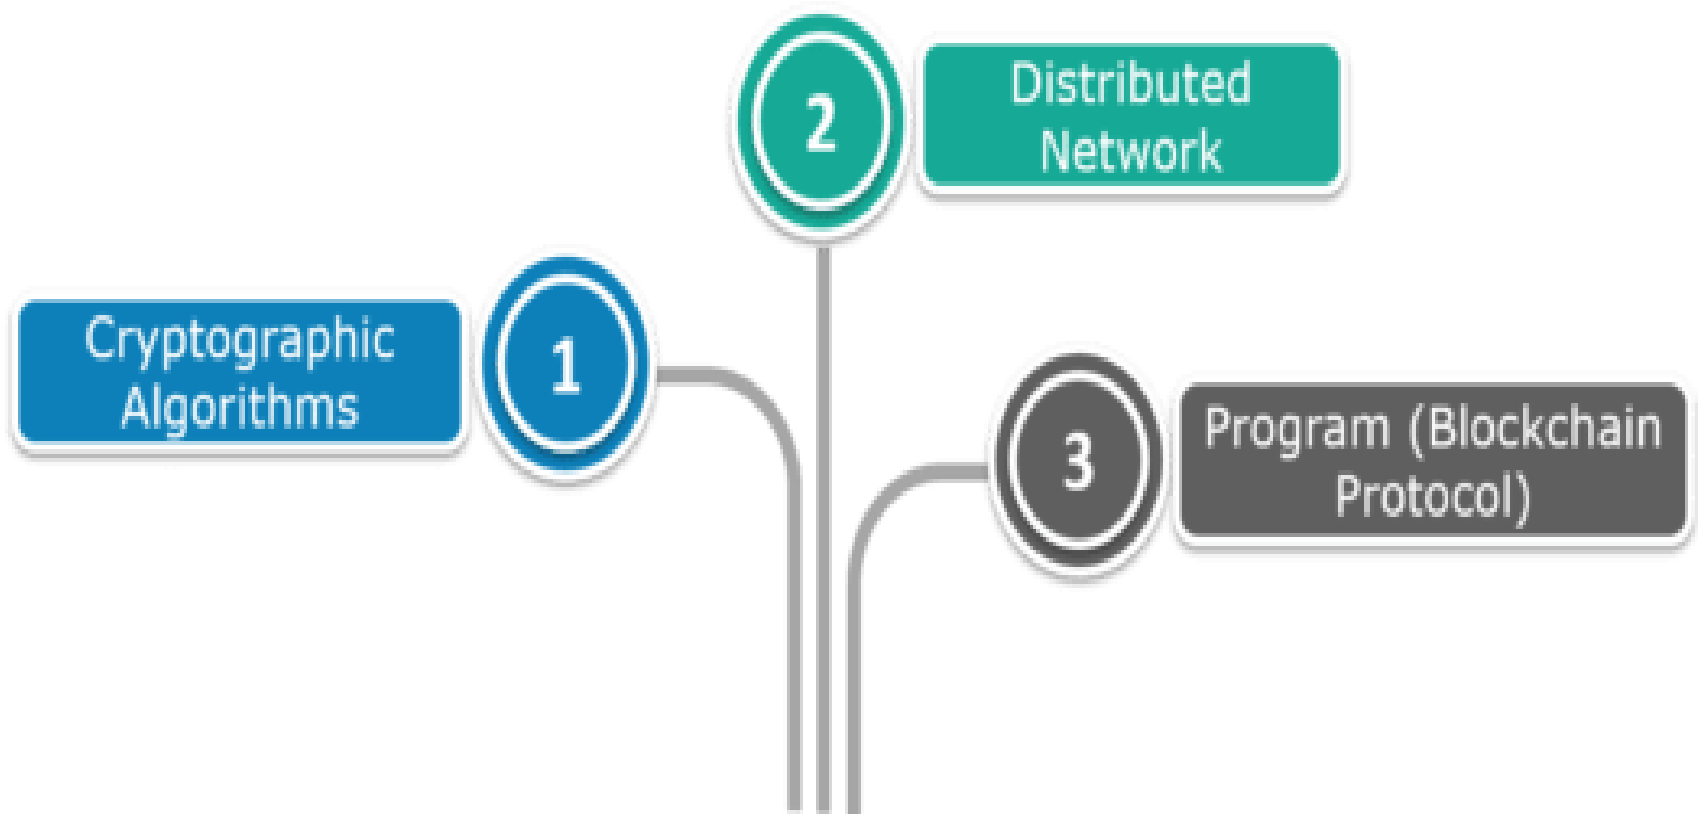 1
Cryptographic
Algorithms
2
Distributed
Network
3
Program (Blockchain
Protocol)